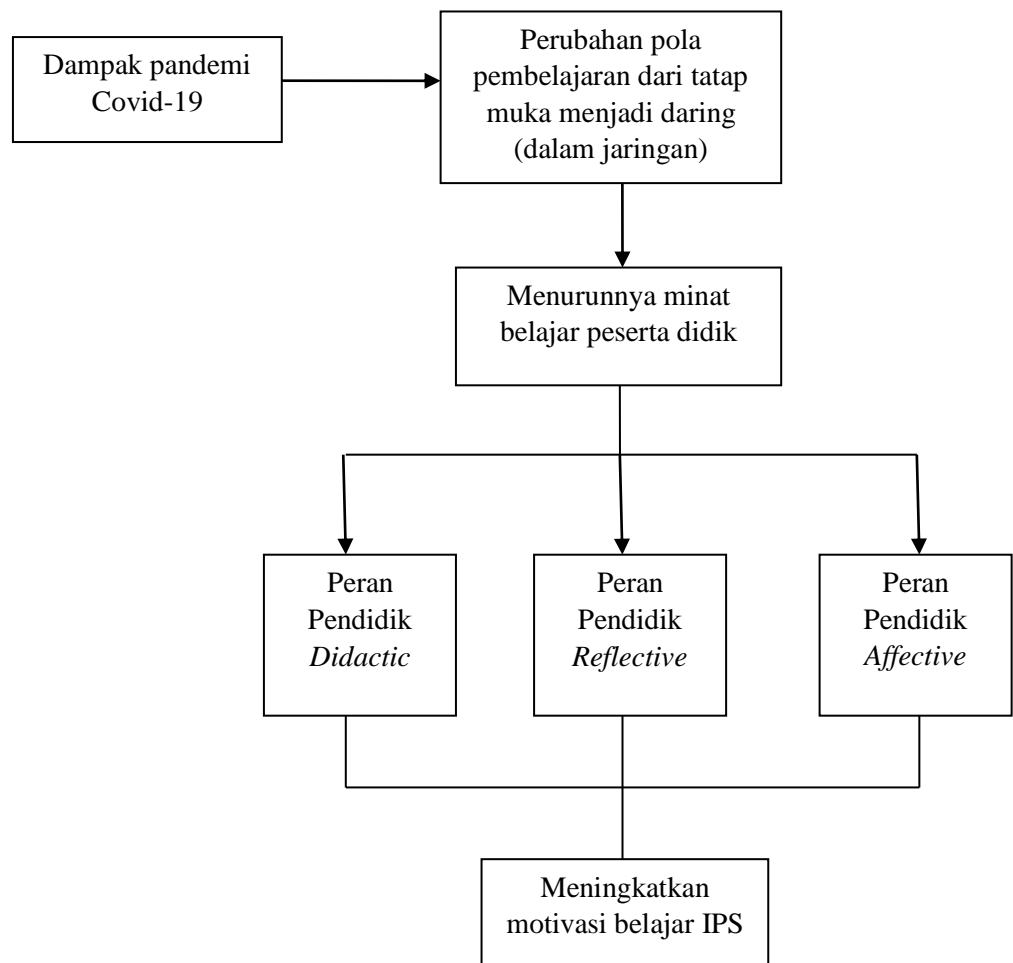 Dampak pandemi
Covid-19
Perubahan pola
pembelajaran dari tatap
muka menjadi daring
(dalam jaringan)
Menurunnya minat
belajar peserta didik
Peran
Pendidik
Didactic
Peran
Pendidik
Reflective
Peran
Pendidik
Affective
Meningkatkan
motivasi belajar IPS